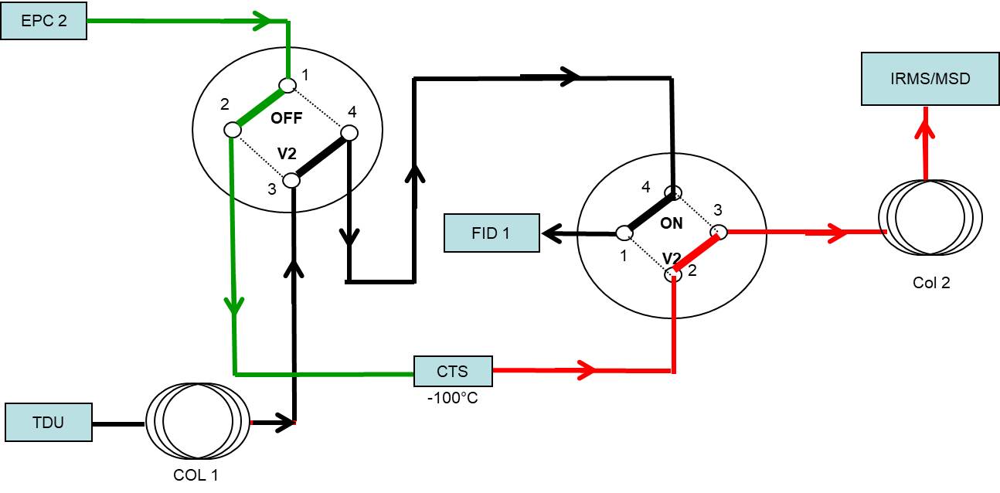 EPC 2
1
2
OFF
4
V2
3
IRMS/MSD
4
3
ON
FID 1
1
V2
2
Col 2
CTS
-100°C
TDU
COL 1